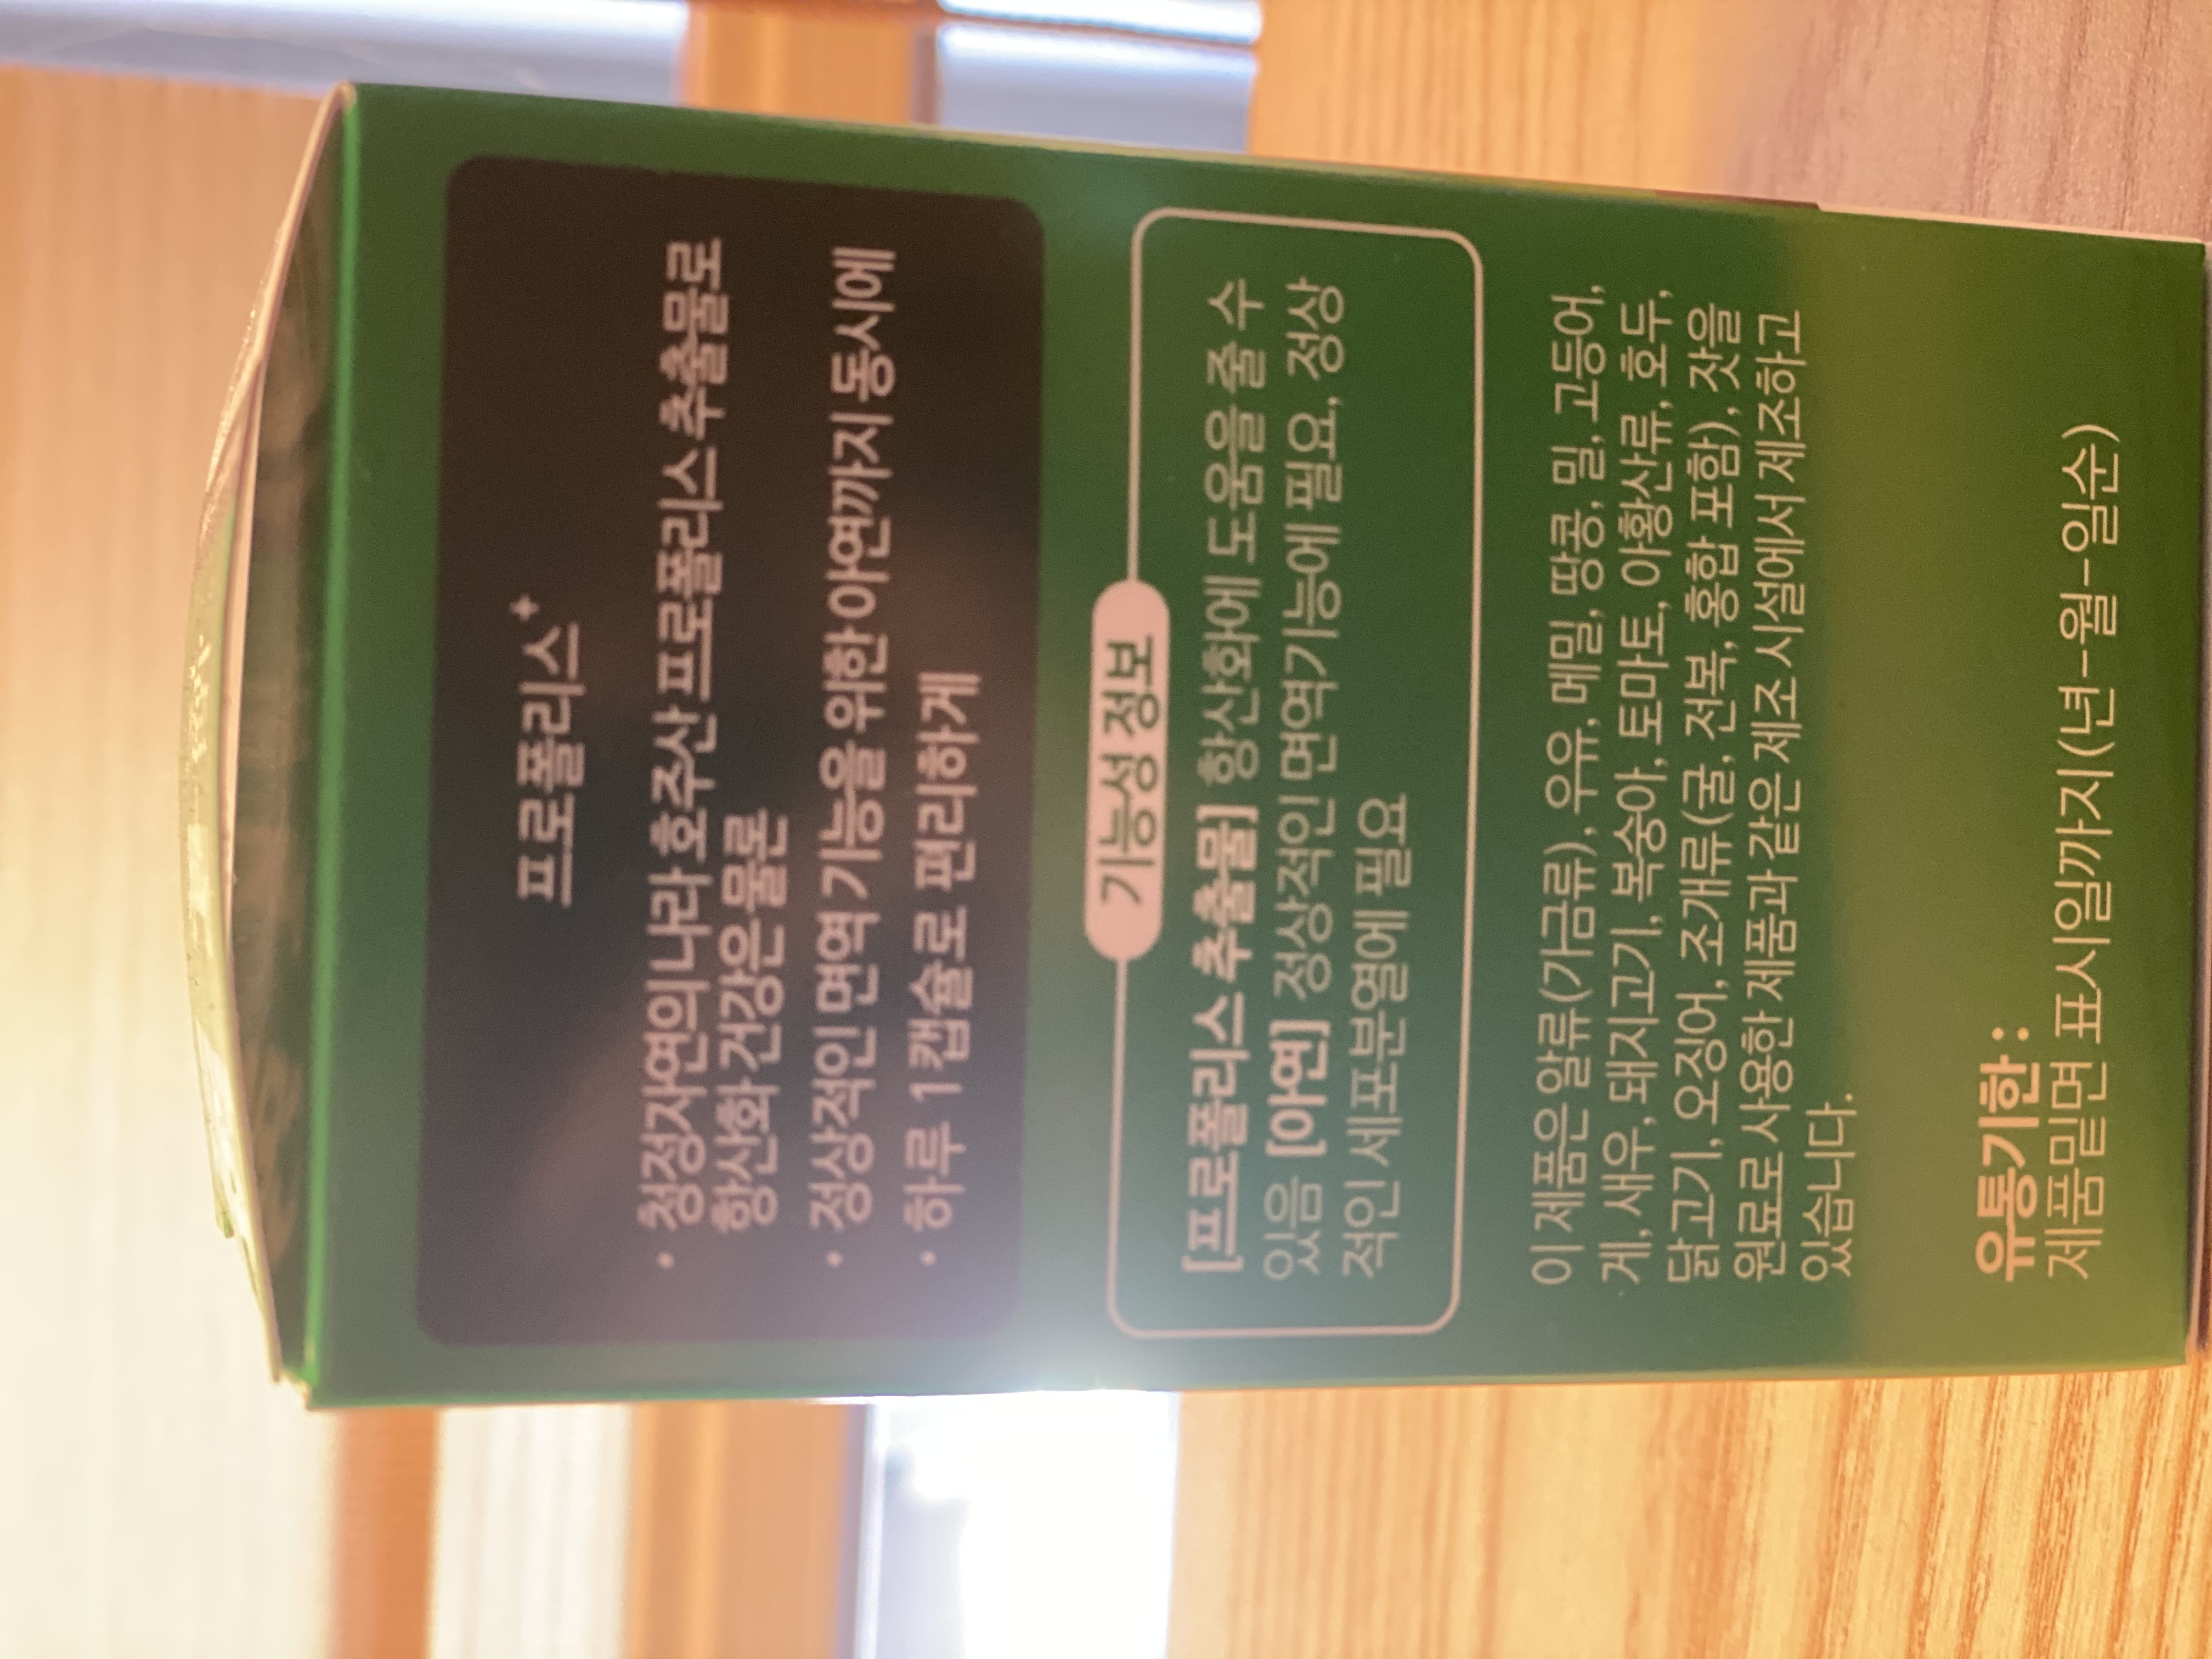 프로폴리스+
• 청정자연의 나라 호주산 프로폴리스 추출물로
항산화 건강은 물론
• 정상적인 면역 기능을 위한 아연까지 동시에
• 하루 1캡슐로 편리하게
기능성 정보
[프로폴리스 추출물] 항산화에 도움을 줄 수
있음 [아연] 정상적인 면역기능에 필요, 정상
적인 세포분열에 필요
이 제품은 알류(가금류), 우유, 메밀, 땅콩, 밀, 고등어,
게, 새우, 돼지고기, 복숭아, 토마토, 아황산류, 호두,
닭고기, 오징어, 조개류(굴, 전복, 홍합 포함), 잣을
원료로 사용한 제품과 같은 제조 시설에서 제조하고
있습니다.
유통기한 :
제품밑면 표시일까지(년-월-일순)